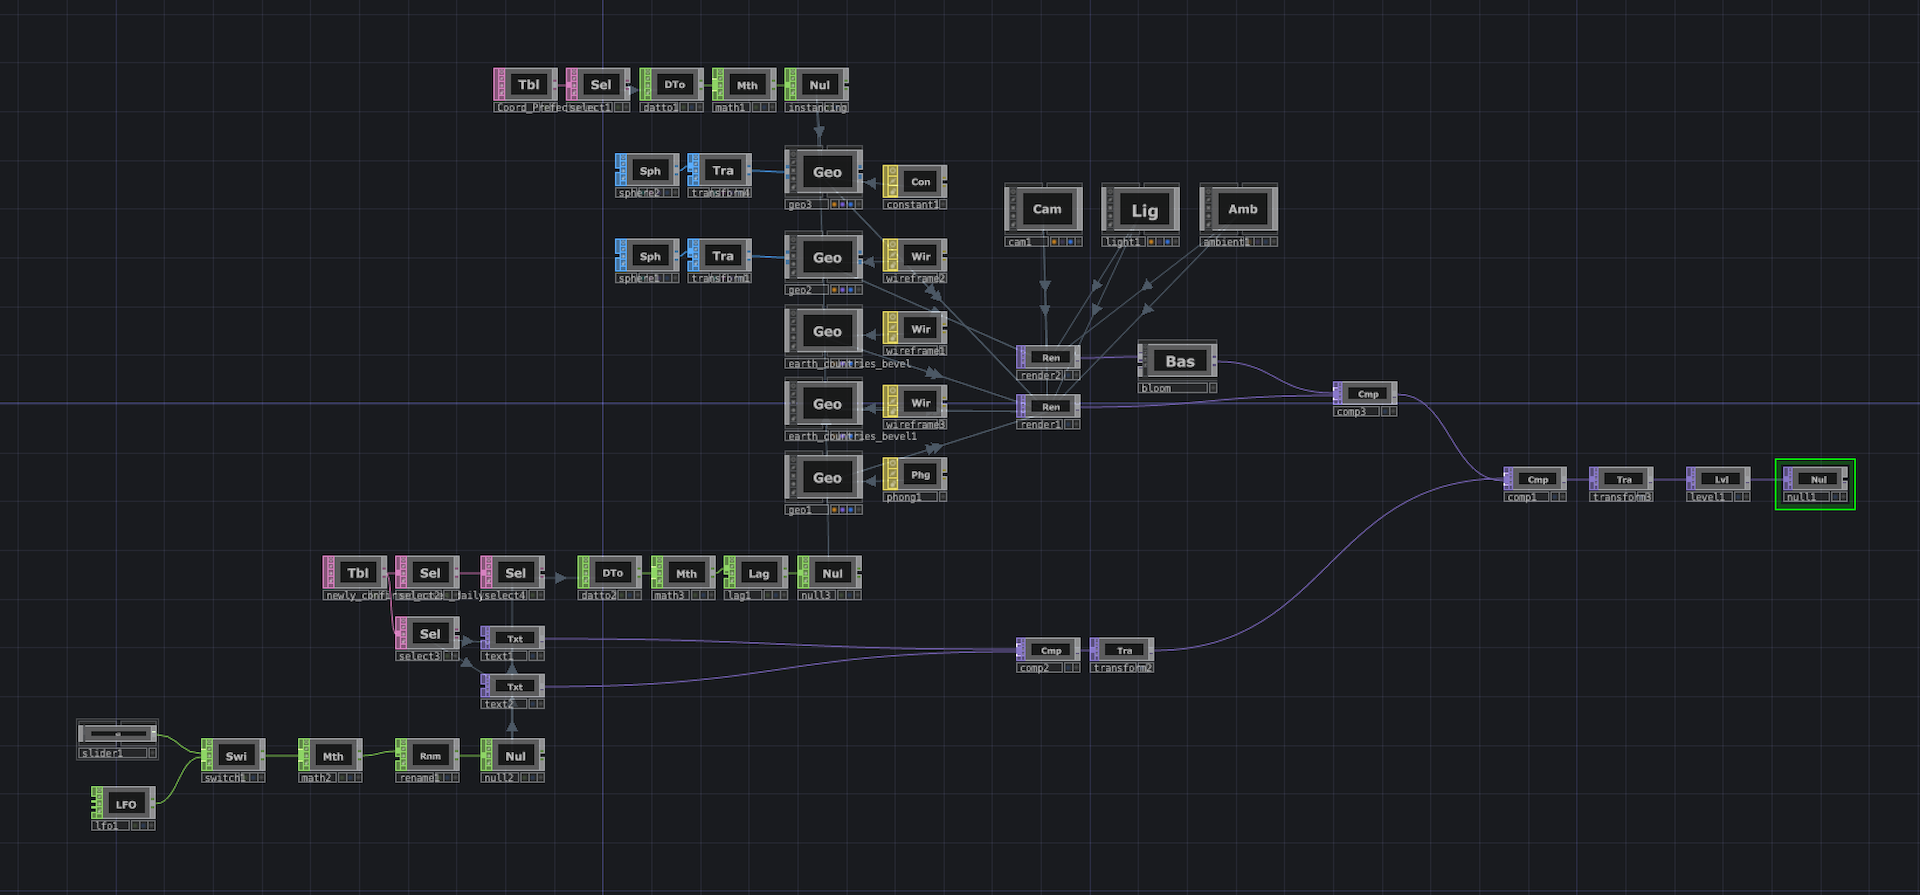 Tbl Sel DTo Mth Nul
Coord_Prefec select1 datto1 math1 instancing
Sph Tra Geo Con
sphere2 transform4 geo3 constant1
Cam Lig Amb
cam1 light1 ambient1
Sph Tra Geo Wir
sphere1 transform1 geo2 wireframe2
Geo Wir
earth_countries_bevel wireframe1
Ren Bas
render2 bloom
Geo Wir Ren Cmp
earth_countries_bevel1 wireframe3 render1 comp3
Geo Phg Cmp Tra Lvl Nul
geo1 phong1 comp1 transform3 level1 null1
Tbl Sel Sel DTo Mth Lag Nul
select2 daily select4 datto2 math3 lag1 null3
Sel Txt
select3 text1
Cmp Tra
comp2 transform2
Txt
text2
slider1
Swi Mth Rnm Nul
switch1 math2 rename1 null2
LFO
lfo1